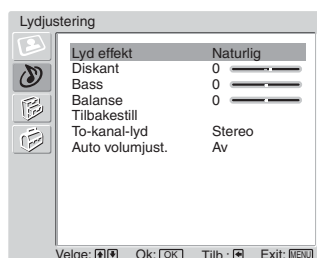 Lydjustering
Lyd effekt Naturlig
Diskant 0
Bass 0
Balanse 0
Tilbakestill
To-kanal-lyd Stereo
Auto volumjust. Av
Velge: Ok: OK Tilb.: Exit: MENU